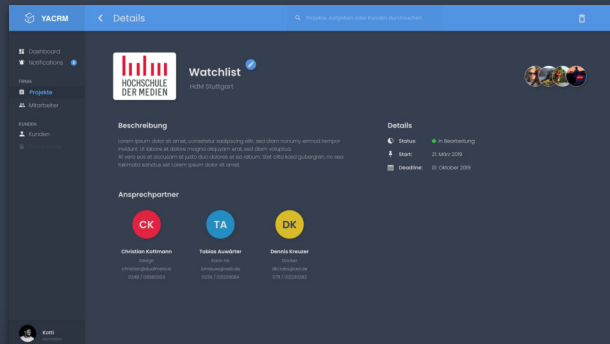 YACRM
Details
Projekte, Aufgaben oder Kunden durchsuchen
Dashboard
Notifications
FIRMA
Projekte
Mitarbeiter
KUNDEN
Kunden
HOCHSCHULE
DER MEDIEN
Watchlist
HdM Stuttgart
Beschreibung
Lorem ipsum dolor sit amet, consetetur sadipscing elitr, sed diam nonumy eirmod tempor
invidunt ut labore et dolore magna aliquyam erat, sed diam voluptua.
At vero eos et accusam et justo duo dolores et ea rebum. Stet clita kasd gubergren, no sea
takimata sanctus est Lorem ipsum dolor sit amet.
Details
Status: In Bearbeitung
Start: 21. März 2019
Deadline: 01. Oktober 2019
Ansprechpartner
CK
TA
DK
Christian Kottmann
Tobias Auwärter
Dennis Kreuzer
Design
Kotti